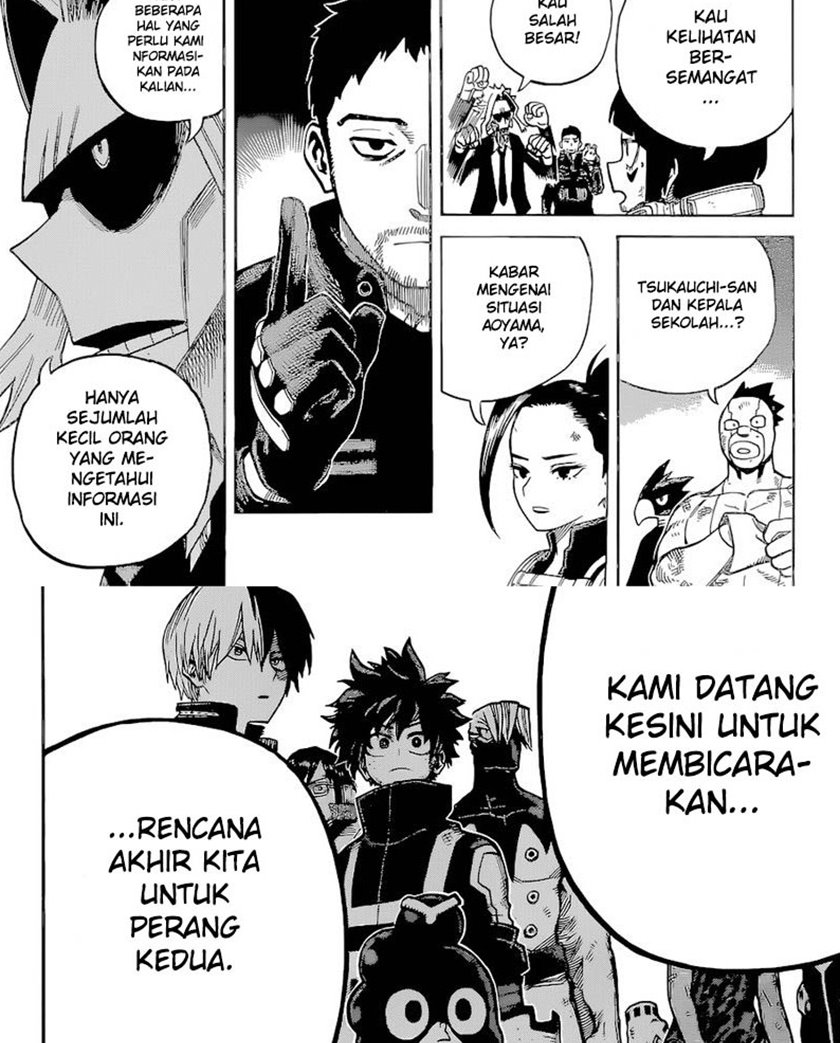 KAU
KELIHATAN
BER-
SEMANGAT
...
KAU
SALAH
BESAR!
BEBERAPA
HAL YANG
PERLU KAMI
NFORMASI-
KAN PADA
KALIAN...
HANYA
SEJUMLAH
KECIL ORANG
YANG ME-
NGETAHUI
INFORMASI
INI.
TSUKAUCHI-SAN
DAN KEPALA
SEKOLAH...?
KABAR
MENGENAI
SITUASI
AOYAMA,
YA?
KAMI DATANG
KESINI UNTUK
MEMBICARA-
KAN...
...RENCANA
AKHIR KITA
UNTUK
PERANG
KEDUA.